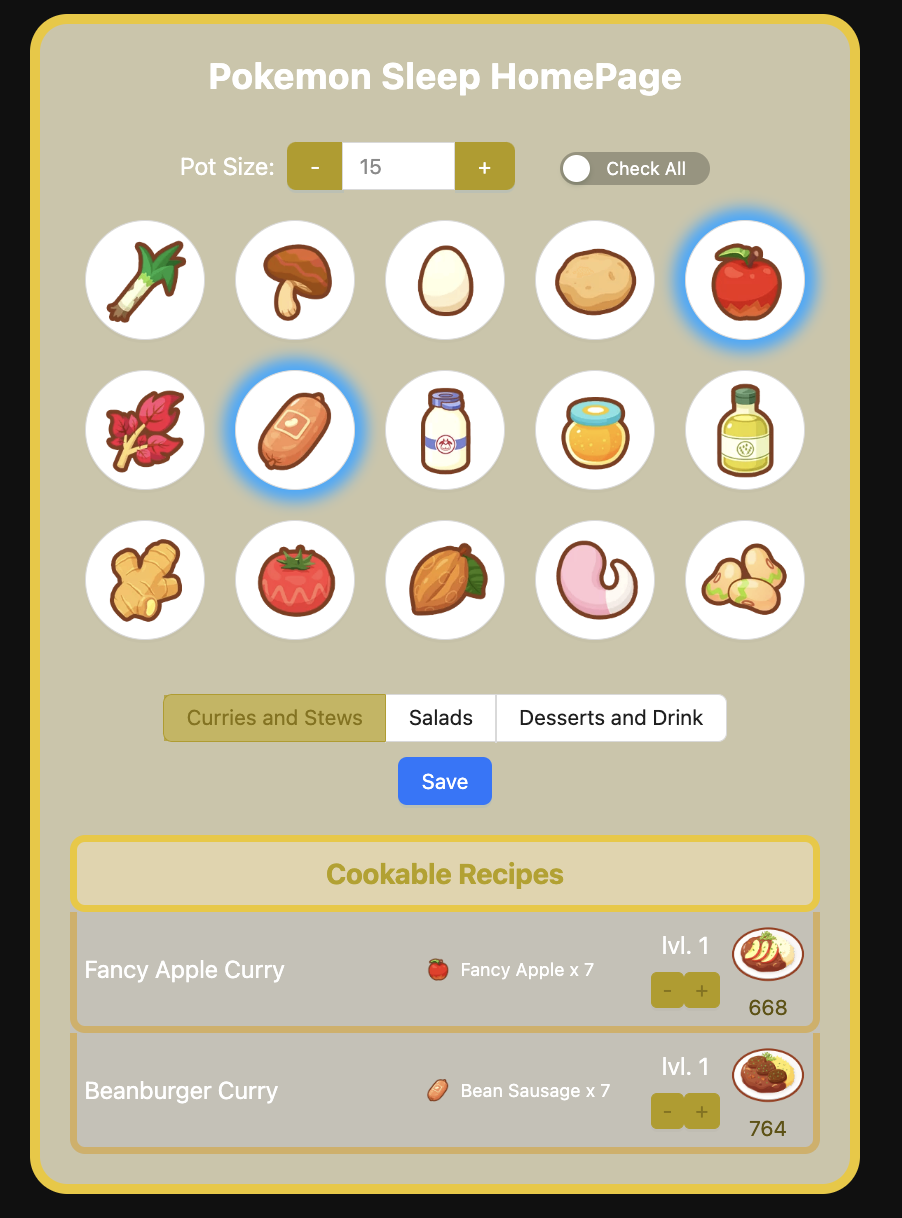 Pokemon Sleep HomePage
Pot Size: - 15 + Check All
Curries and Stews Salads Desserts and Drink
Save
Cookable Recipes
lvl. 1
Fancy Apple Curry Fancy Apple x 7
- +
668
lvl. 1
Beanburger Curry Bean Sausage x 7
- +
764